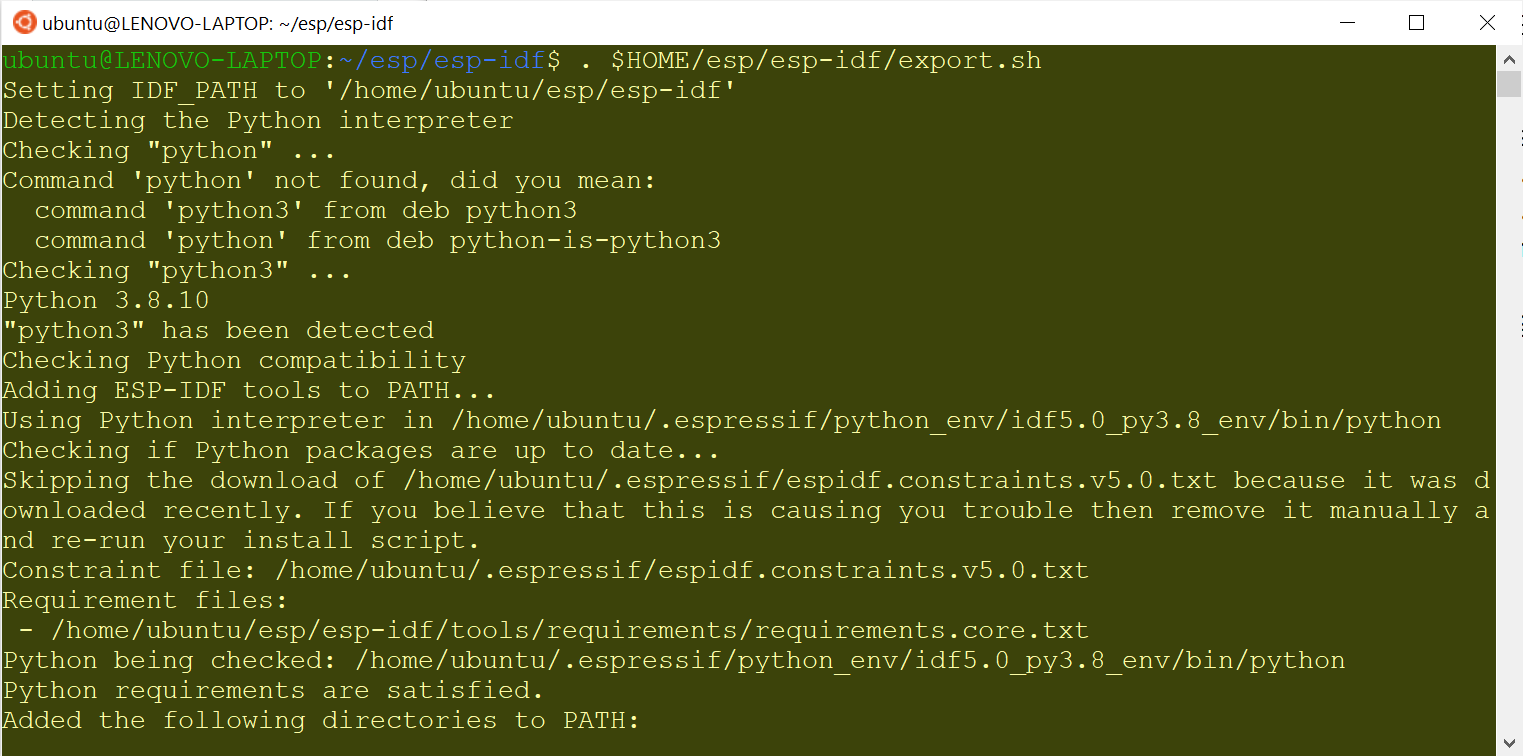 ubuntu@LENOVO-LAPTOP: ~/esp/esp-idf
ubuntu@LENOVO-LAPTOP:~/esp/esp-idf$ . $HOME/esp/esp-idf/export.sh
Setting IDF_PATH to '/home/ubuntu/esp/esp-idf'
Detecting the Python interpreter
Checking "python" ...
Command 'python' not found, did you mean:
  command 'python3' from deb python3
  command 'python' from deb python-is-python3
Checking "python3" ...
Python 3.8.10
"python3" has been detected
Checking Python compatibility
Adding ESP-IDF tools to PATH...
Using Python interpreter in /home/ubuntu/.espressif/python_env/idf5.0_py3.8_env/bin/python
Checking if Python packages are up to date...
Skipping the download of /home/ubuntu/.espressif/espidf.constraints.v5.0.txt because it was d
ownloaded recently. If you believe that this is causing you trouble then remove it manually a
nd re-run your install script.
Constraint file: /home/ubuntu/.espressif/espidf.constraints.v5.0.txt
Requirement files:
 - /home/ubuntu/esp/esp-idf/tools/requirements/requirements.core.txt
Python being checked: /home/ubuntu/.espressif/python_env/idf5.0_py3.8_env/bin/python
Python requirements are satisfied.
Added the following directories to PATH: